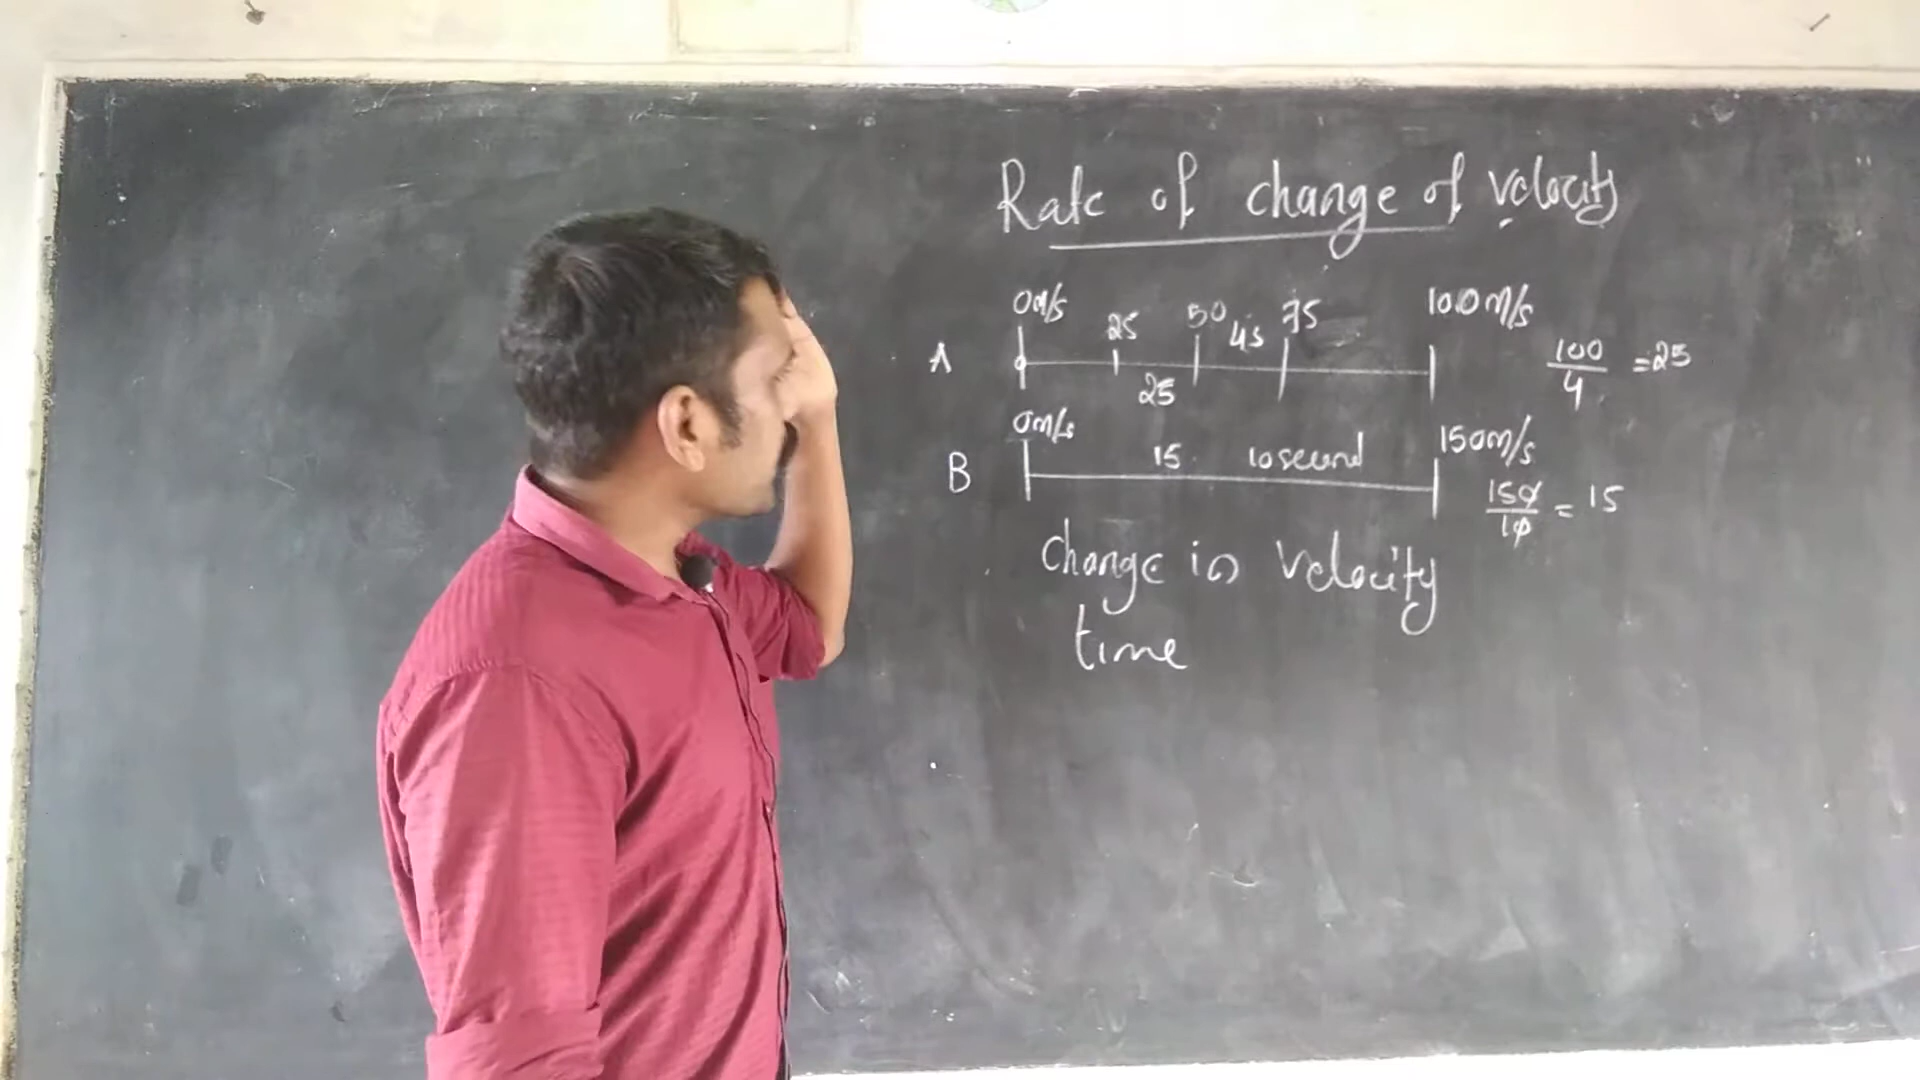 Rate of change of velocity
0m/s 25 50 4s 75 100m/s
A 25 100/4 = 25
0m/s 15 10 second 150m/s
B 150/10 = 15
Change in velocity
time